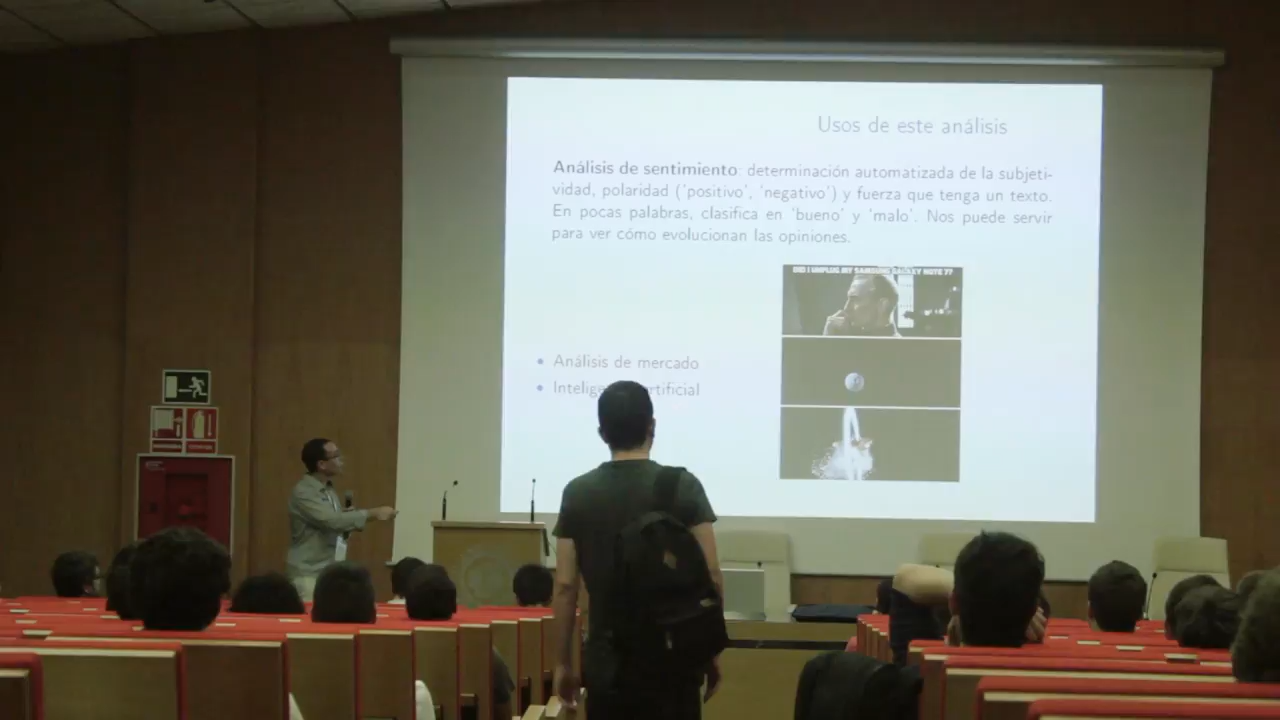 Usos de este análisis
Análisis de sentimiento: determinación automatizada de la subjeti-
vidad, polaridad ('positivo', 'negativo') y fuerza que tenga un texto.
En pocas palabras, clasifica en 'bueno' y 'malo'. Nos puede servir
para ver cómo evolucionan las opiniones.
DID I UNPLUG MY SAMSUNG GALAXY NOTE 7?
• Análisis de mercado
• artificial